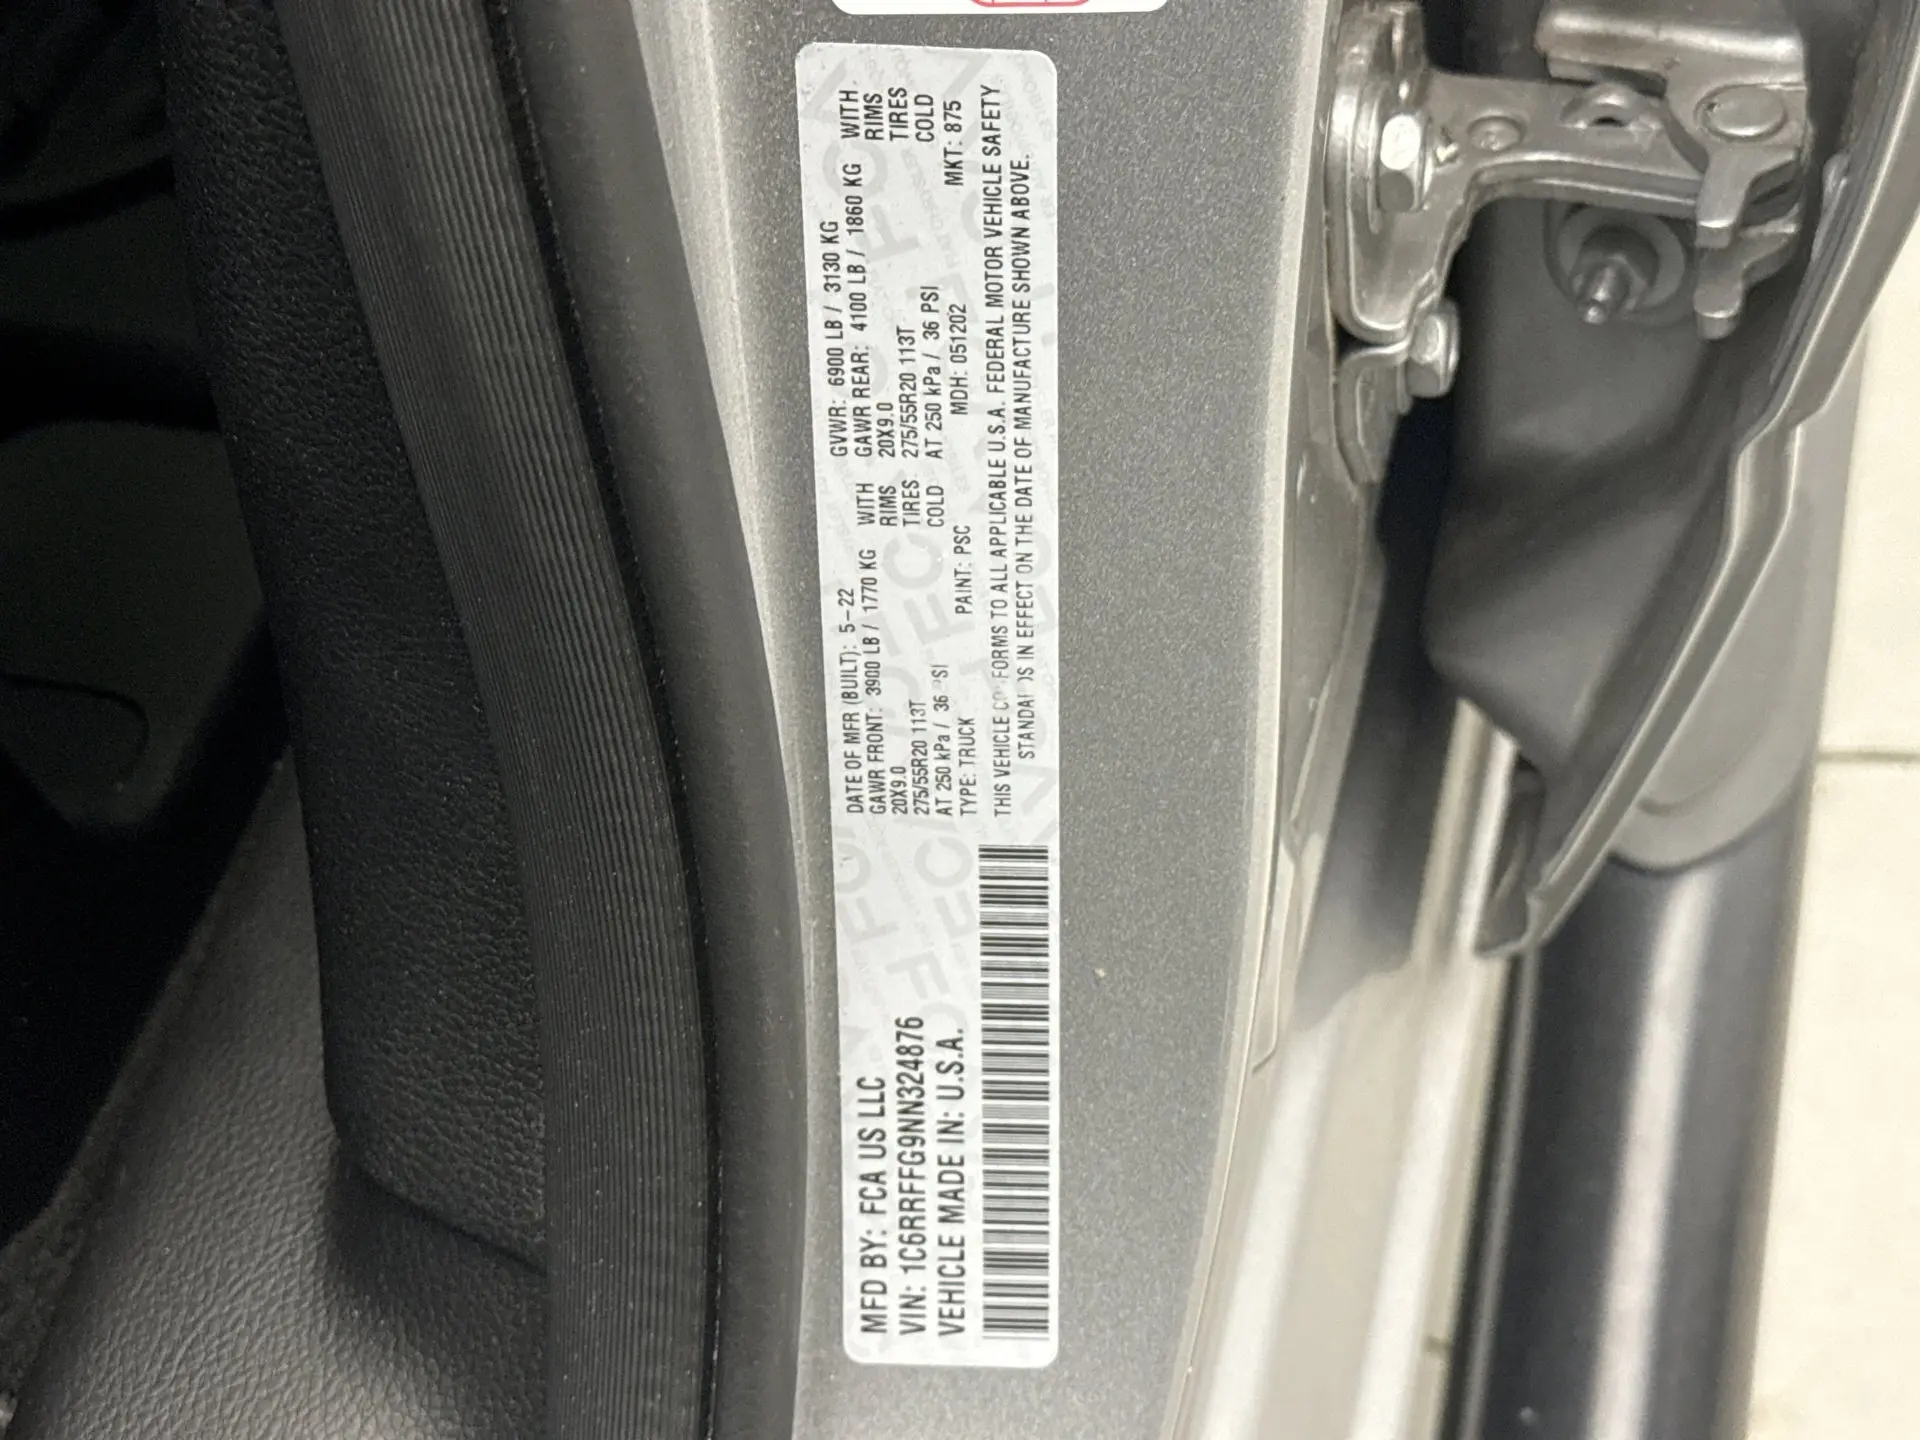 MFD BY: FCA US LLC
VIN: 1C6RRFFG9NN324876
VEHICLE MADE IN: U.S.A.
DATE OF MFR (BUILT): 5-22 GVWR: 6900 LB / 3130 KG
GAWR FRONT: 3900 LB / 1770 KG WITH GAWR REAR: 4100 LB / 1860 KG WITH
20X9.0 RIMS 20X9.0 RIMS
275/55R20 113T TIRES 275/55R20 113T TIRES
AT 250 kPa / 36 PSI COLD AT 250 kPa / 36 PSI COLD
TYPE: TRUCK PAINT: PSC MDH: 051202 MKT: 875
THIS VEHICLE CONFORMS TO ALL APPLICABLE U.S.A. FEDERAL MOTOR VEHICLE SAFETY
STANDARDS IN EFFECT ON THE DATE OF MANUFACTURE SHOWN ABOVE.